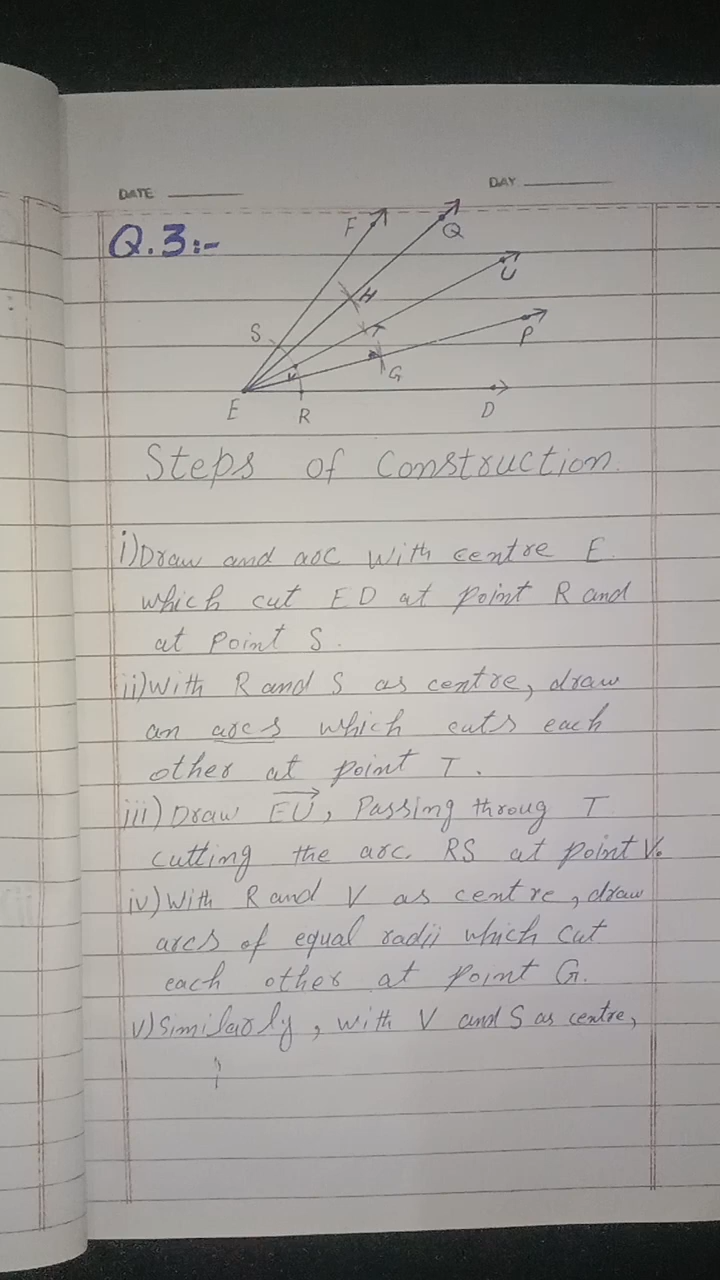 DATE
DAY
Q.3:-
F
Q
U
H
S
T
P
V
G
E
R
D
Steps of Construction.
i) Draw and arc with centre E
which cut ED at point R and
at point S.
ii) With R and S as centre, draw
an arcs which cuts each
other at point T.
iii) Draw EU, Passing throug T
cutting the arc. RS at point V.
iv) With R and V as centre, draw
arcs of equal radii which cut
each other at point G.
v) Similarly, with V and S as centre,